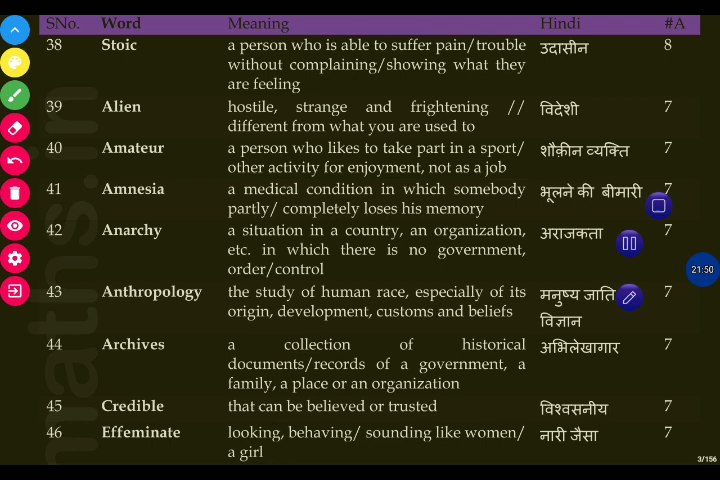 SNo. Word Meaning Hindi #A
38 Stoic a person who is able to suffer pain/trouble उदासीन 8
without complaining/showing what they
are feeling
39 Alien hostile, strange and frightening // विदेशी 7
different from what you are used to
40 Amateur a person who likes to take part in a sport/ शौक़ीन व्यक्ति 7
other activity for enjoyment, not as a job
41 Amnesia a medical condition in which somebody भूलने की बीमारी 7
partly/ completely loses his memory
42 Anarchy a situation in a country, an organization, अराजकता 7
etc. in which there is no government,
order/control
21:50
43 Anthropology the study of human race, especially of its मनुष्य जाति 7
origin, development, customs and beliefs विज्ञान
44 Archives a collection of historical अभिलेखागार 7
documents/records of a government, a
family, a place or an organization
45 Credible that can be believed or trusted विश्वसनीय 7
46 Effeminate looking, behaving/ sounding like women/ नारी जैसा 7
a girl
3/156
maths.in